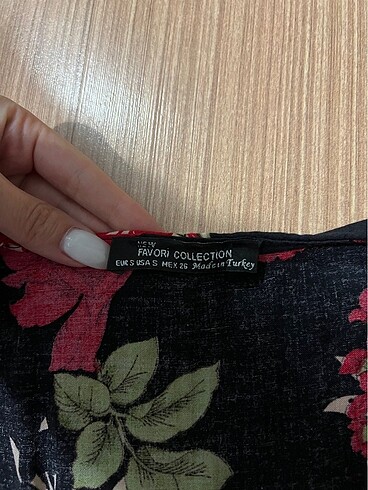 NEW
FAVORI COLLECTION
EUR S USA S MEX 26 Made in Turkey